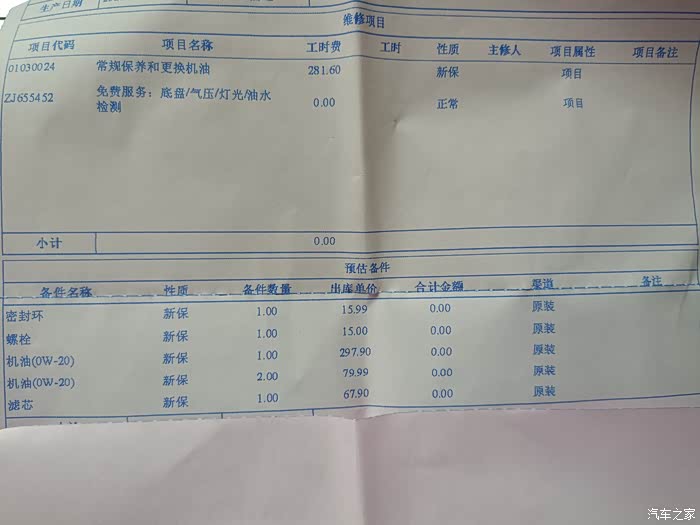 生产日期
维修项目
项目代码 项目名称 工时费 工时 性质 主修人 项目属性 项目备注
01030024 常规保养和更换机油 281.60 新保 项目
ZJ655452 免费服务：底盘/气压/灯光/油水 0.00 正常 项目
检测
小计 0.00
预估备件
备件名称 性质 备件数量 出库单价 合计金额 渠道 备注
密封环 新保 1.00 15.99 0.00 原装
螺栓 新保 1.00 15.00 0.00 原装
机油(0W-20) 新保 1.00 297.90 0.00 原装
机油(0W-20) 新保 2.00 79.99 0.00 原装
滤芯 新保 1.00 67.90 0.00 原装
汽车之家